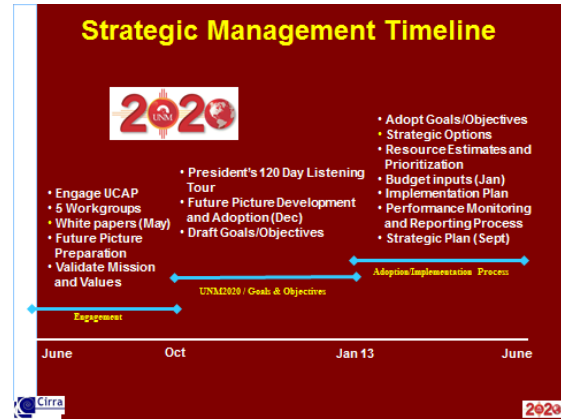 Strategic Management Timeline
2020
UNM
• Engage UCAP
• 5 Workgroups
• White papers (May)
• Future Picture
Preparation
• Validate Mission
and Values
• President's 120 Day Listening
Tour
• Future Picture Development
and Adoption (Dec)
• Draft Goals/Objectives
• Adopt Goals/Objectives
• Strategic Options
• Resource Estimates and
Prioritization
• Budget inputs (Jan)
• Implementation Plan
• Performance Monitoring
and Reporting Process
• Strategic Plan (Sept)
Engagement
UNM2020 / Goals & Objectives
Adoption/Implementation Process
June
Oct
Jan 13
June
Cirra
2020